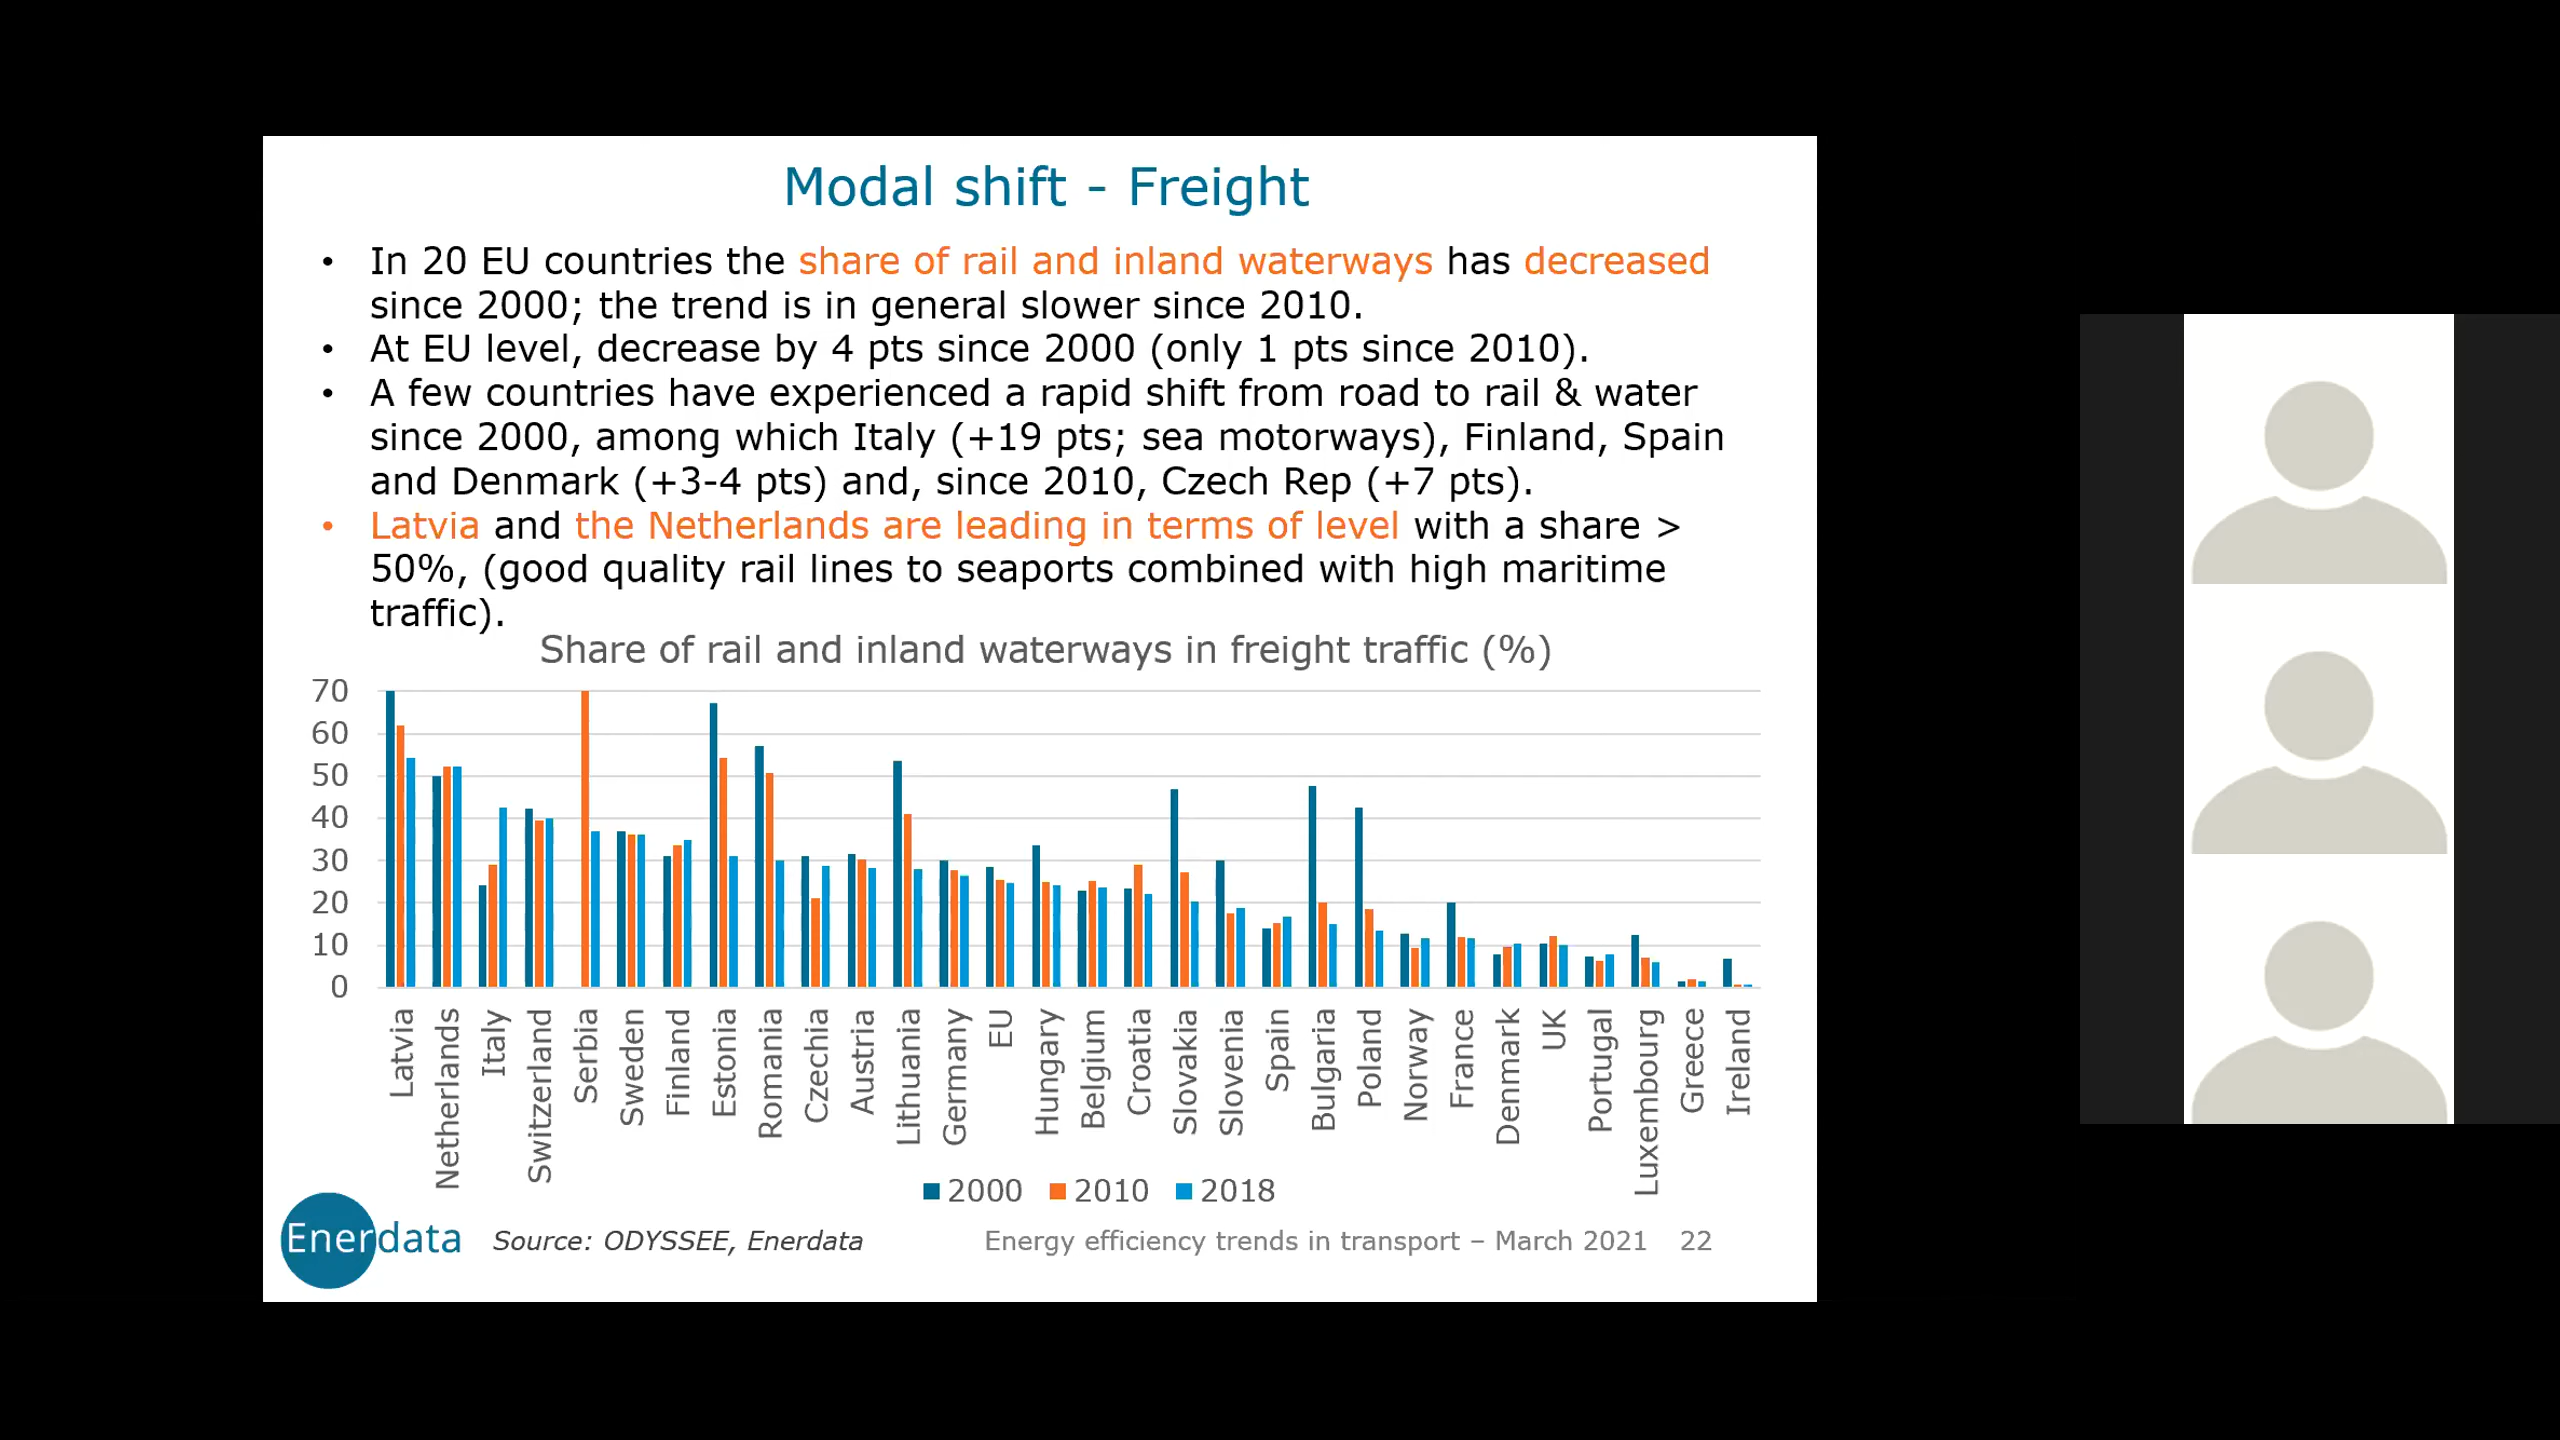 Modal shift - Freight
• In 20 EU countries the share of rail and inland waterways has decreased
since 2000; the trend is in general slower since 2010.
• At EU level, decrease by 4 pts since 2000 (only 1 pts since 2010).
• A few countries have experienced a rapid shift from road to rail & water
since 2000, among which Italy (+19 pts; sea motorways), Finland, Spain
and Denmark (+3-4 pts) and, since 2010, Czech Rep (+7 pts).
• Latvia and the Netherlands are leading in terms of level with a share >
50%, (good quality rail lines to seaports combined with high maritime
traffic).
Share of rail and inland waterways in freight traffic (%)
70
60
50
40
30
20
10
0
Latvia
Netherlands
Italy
Switzerland
Serbia
Sweden
Finland
Estonia
Romania
Czechia
Austria
Lithuania
Germany
EU
Hungary
Belgium
Croatia
Slovakia
Slovenia
Spain
Bulgaria
Poland
Norway
France
Denmark
UK
Portugal
Luxembourg
Greece
Ireland
2000 2010 2018
Enerdata
Source: ODYSSEE, Enerdata
Energy efficiency trends in transport – March 2021 22